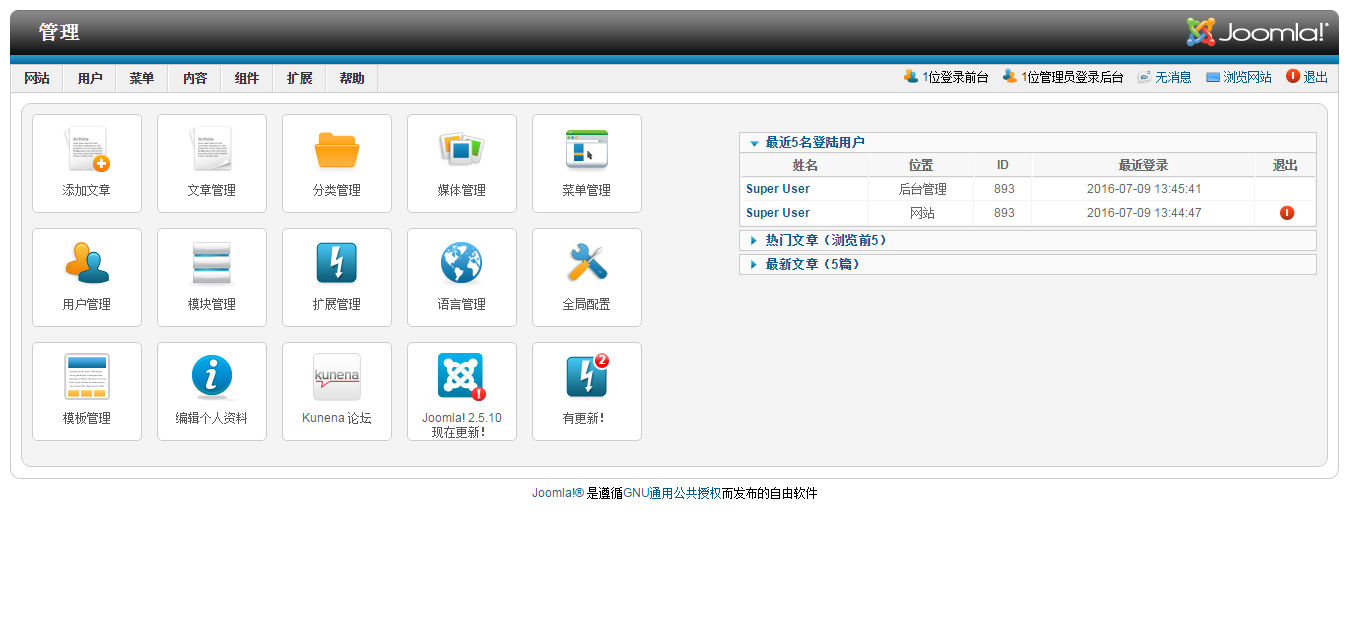 管理
Joomla!
网站 用户 菜单 内容 组件 扩展 帮助 1位登录前台 1位管理员登录后台 无消息 浏览网站 退出
添加文章 文章管理 分类管理 媒体管理 菜单管理
用户管理 模块管理 扩展管理 语言管理 全局配置
kunena
2
模板管理 编辑个人资料 Kunena 论坛 Joomla! 2.5.10 有更新!
现在更新!
最近5名登陆用户
姓名 位置 ID 最近登录 退出
Super User 后台管理 893 2016-07-09 13:45:41
Super User 网站 893 2016-07-09 13:44:47
热门文章（浏览前5）
最新文章（5篇）
Joomla!® 是遵循GNU通用公共授权而发布的自由软件